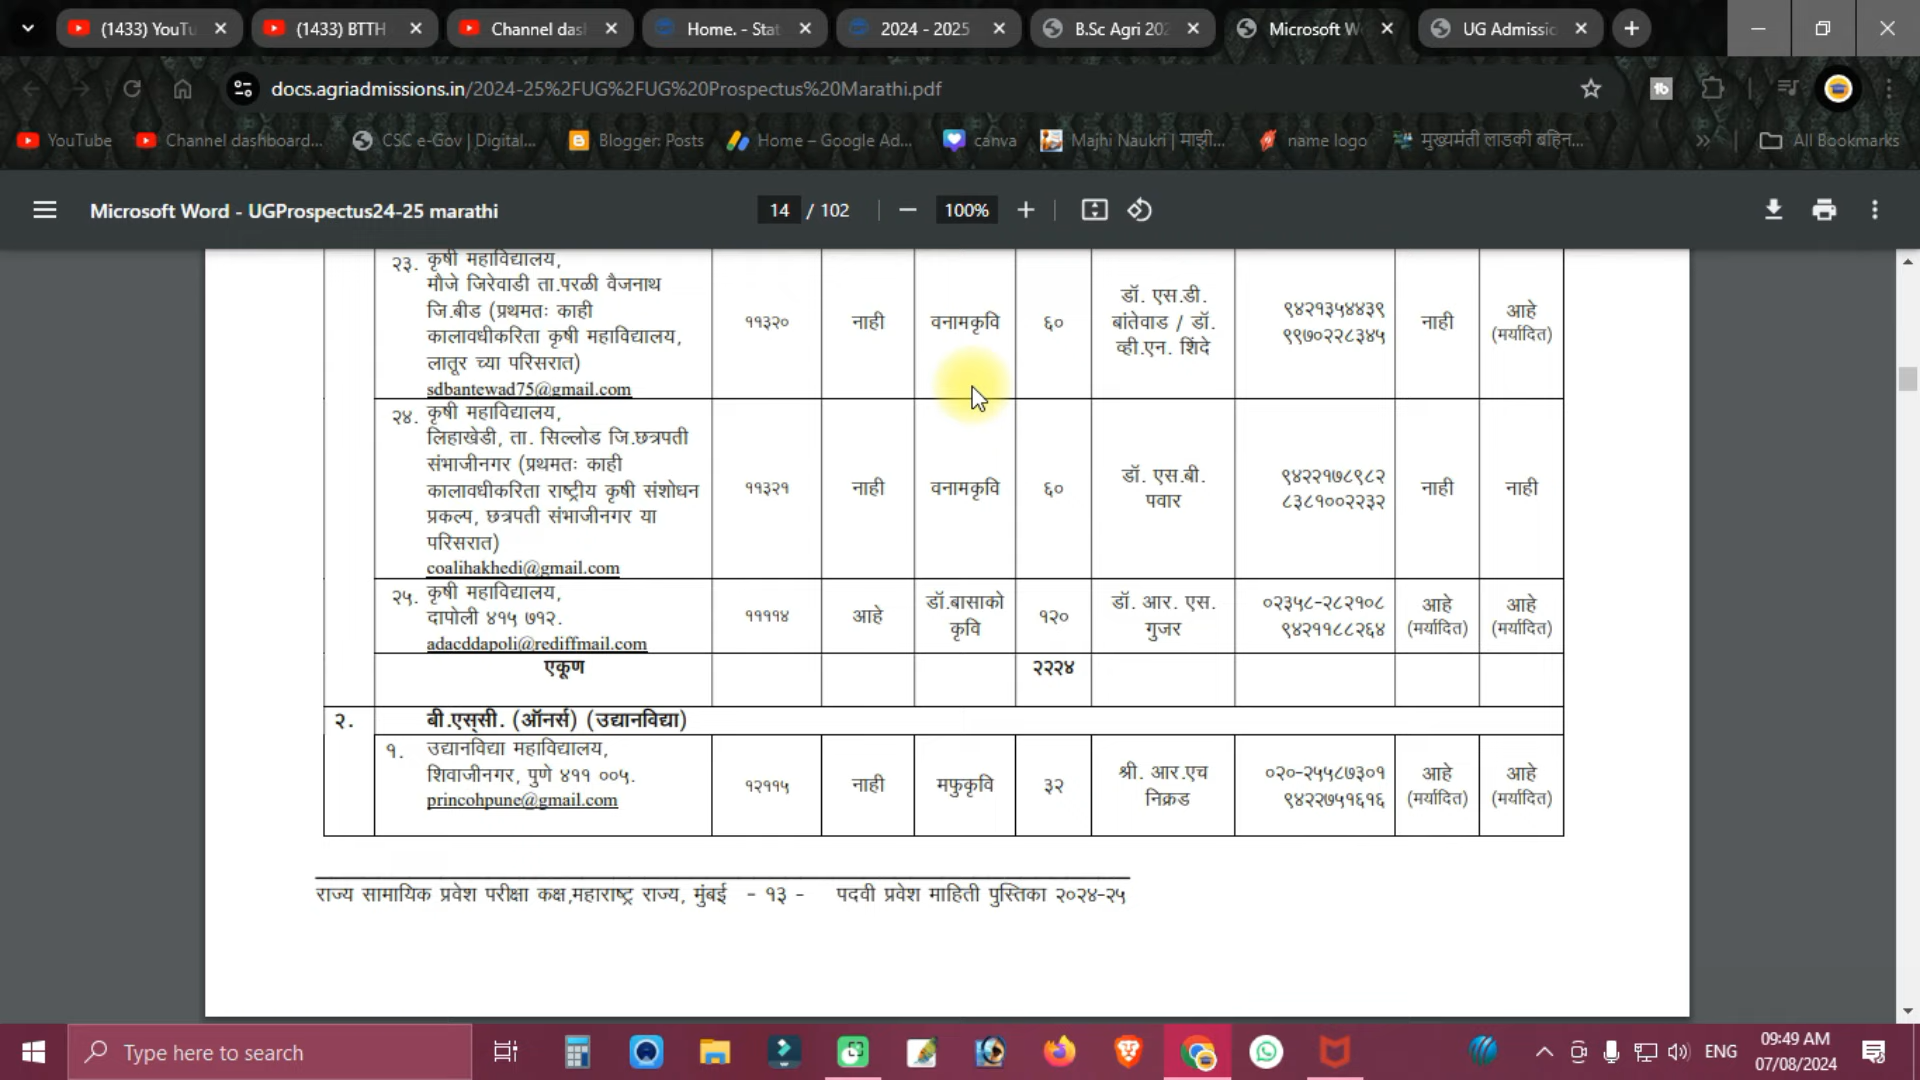 (1433) YouTu
(1433) BTTH
Channel das
Home. - Stat
2024 - 2025
B.Sc Agri 202
Microsoft W
UG Admissio
docs.agriadmissions.in/2024-25%2FUG%2FUG%20Prospectus%20Marathi.pdf
YouTube
Channel dashboard...
CSC e-Gov | Digital...
Blogger: Posts
Home – Google Ad...
canva
Majhi Naukri | माझी...
name logo
मुख्यमंती लाडकी बहिन...
All Bookmarks
Microsoft Word - UGProspectus24-25 marathi
14 / 102
100%
२३. कृषी महाविद्यालय,
मौजे जिरेवाडी ता.परळी वैजनाथ
जि.बीड (प्रथमतः काही
कालावधीकरिता कृषी महाविद्यालय,
लातूर च्या परिसरात)
sdbantewad75@gmail.com
११३२०
नाही
वनामकृवि
६०
डॉ. एस.डी.
बांतेवाड / डॉ.
व्ही.एन. शिंदे
९४२१३५४४३९
९९७०२२८३४५
नाही
आहे
(मर्यादित)
२४. कृषी महाविद्यालय,
लिहाखेडी, ता. सिल्लोड जि.छत्रपती
संभाजीनगर (प्रथमतः काही
कालावधीकरिता राष्ट्रीय कृषी संशोधन
प्रकल्प, छत्रपती संभाजीनगर या
परिसरात)
coalihakhedi@gmail.com
११३२१
नाही
वनामकृवि
६०
डॉ. एस.बी.
पवार
९४२२१७८९८२
८३८१००२२३२
नाही
नाही
२५. कृषी महाविद्यालय,
दापोली ४१५ ७१२.
adacddapoli@rediffmail.com
११११४
आहे
डॉ.बासाको
कृवि
१२०
डॉ. आर. एस.
गुजर
०२३५८-२८२१०८
९४२११८८२६४
आहे
(मर्यादित)
आहे
(मर्यादित)
एकूण
२२२४
२. बी.एस्सी. (ऑनर्स) (उद्यानविद्या)
१. उद्यानविद्या महाविद्यालय,
शिवाजीनगर, पुणे ४११ ००५.
princohpune@gmail.com
१२११५
नाही
मफुकृवि
३२
श्री. आर.एच
निक्रड
०२०-२५५८७३०१
९४२२७५१६१६
आहे
(मर्यादित)
आहे
(मर्यादित)
राज्य सामायिक प्रवेश परीक्षा कक्ष,महाराष्ट्र राज्य, मुंबई - १३ - पदवी प्रवेश माहिती पुस्तिका २०२४-२५
Type here to search
ENG
09:49 AM
07/08/2024